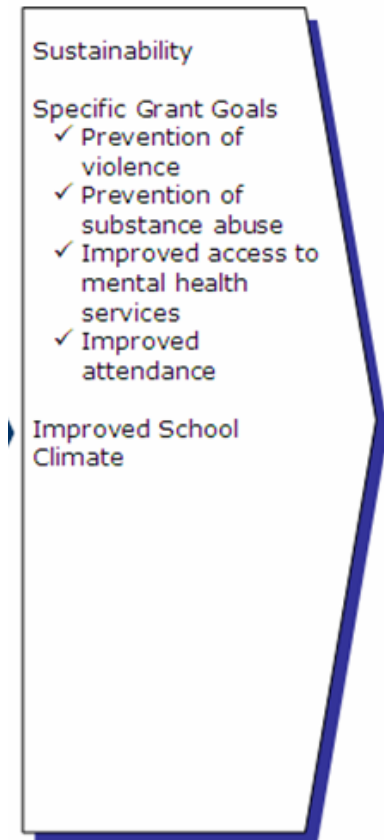 Sustainability
Specific Grant Goals
✓ Prevention of
violence
✓ Prevention of
substance abuse
✓ Improved access to
mental health
services
✓ Improved
attendance
Improved School
Climate